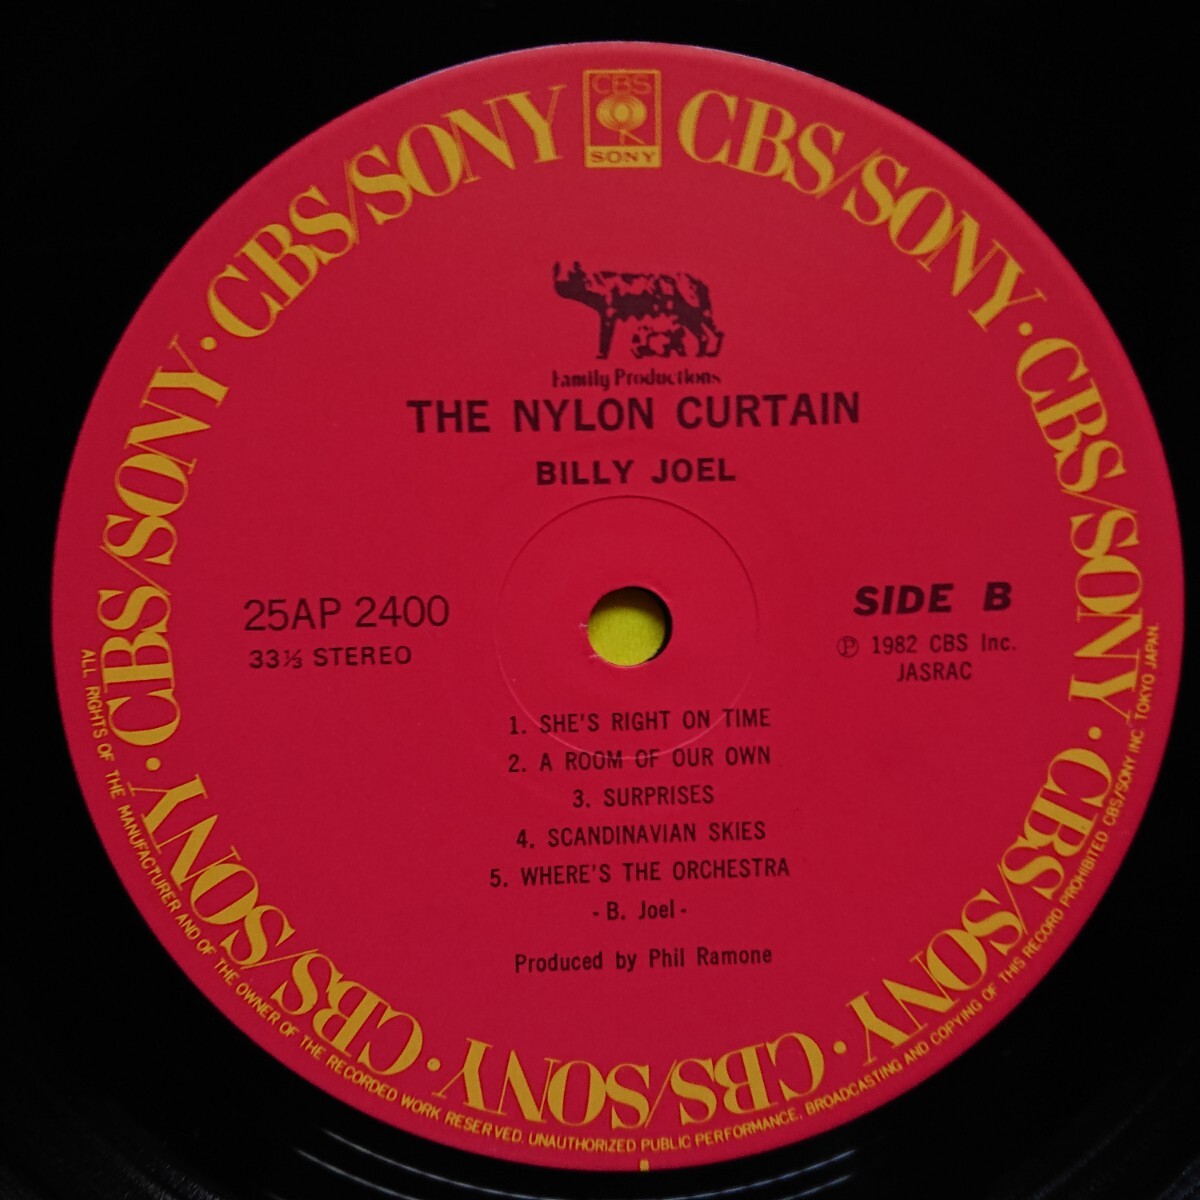 CBS
SONY
CBS/SONY · CBS/SONY · CBS/SONY · CBS/SONY · CBS/SONY · CBS/SONY · CBS/SONY · CBS/SONY
Family Productions
THE NYLON CURTAIN
BILLY JOEL
25AP 2400
33⅓ STEREO
SIDE B
Ⓟ 1982 CBS Inc.
JASRAC
1. SHE'S RIGHT ON TIME
2. A ROOM OF OUR OWN
3. SURPRISES
4. SCANDINAVIAN SKIES
5. WHERE'S THE ORCHESTRA
- B. Joel -
Produced by Phil Ramone
ALL RIGHTS OF THE MANUFACTURER AND OF THE OWNER OF THE RECORDED WORK RESERVED. UNAUTHORIZED PUBLIC PERFORMANCE, BROADCASTING AND COPYING OF THIS RECORD PROHIBITED CBS/SONY INC. TOKYO JAPAN.